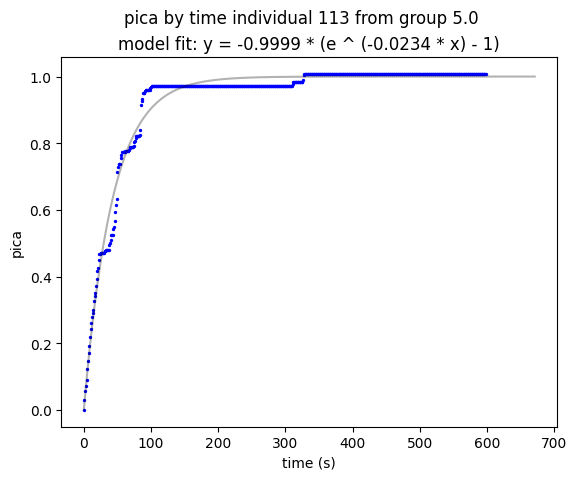 pica by time individual 113 from group 5.0
model fit: y = -0.9999 * (e ^ (-0.0234 * x) - 1)
1.0
0.8
0.6
0.4
0.2
0.0
pica
0 100 200 300 400 500 600 700
time (s)